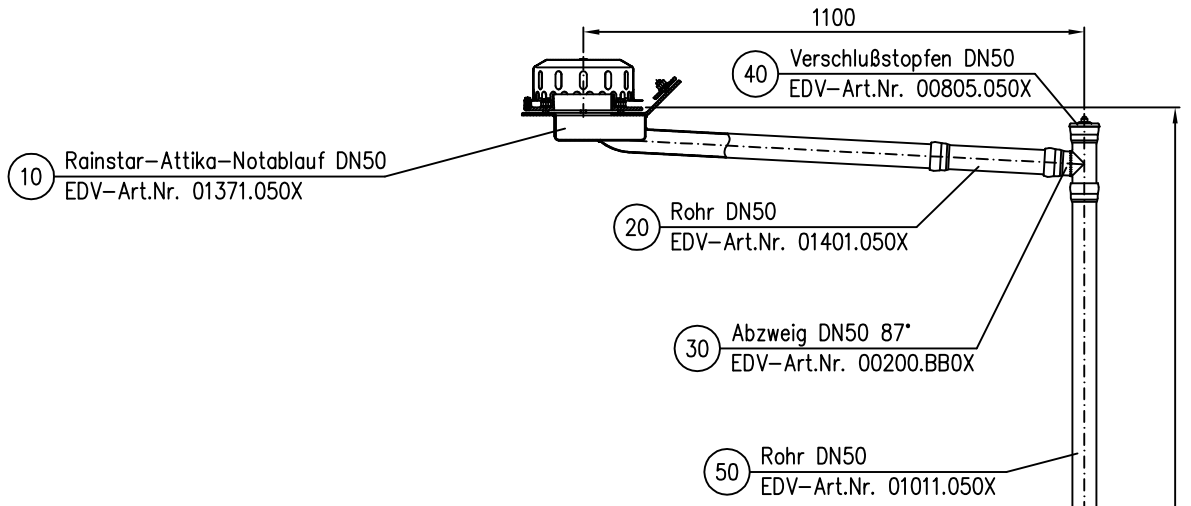 1100
40
Verschlußstopfen DN50
EDV-Art.Nr. 00805.050X
10
Rainstar-Attika-Notablauf DN50
EDV-Art.Nr. 01371.050X
20
Rohr DN50
EDV-Art.Nr. 01401.050X
30
Abzweig DN50 87°
EDV-Art.Nr. 00200.BB0X
50
Rohr DN50
EDV-Art.Nr. 01011.050X